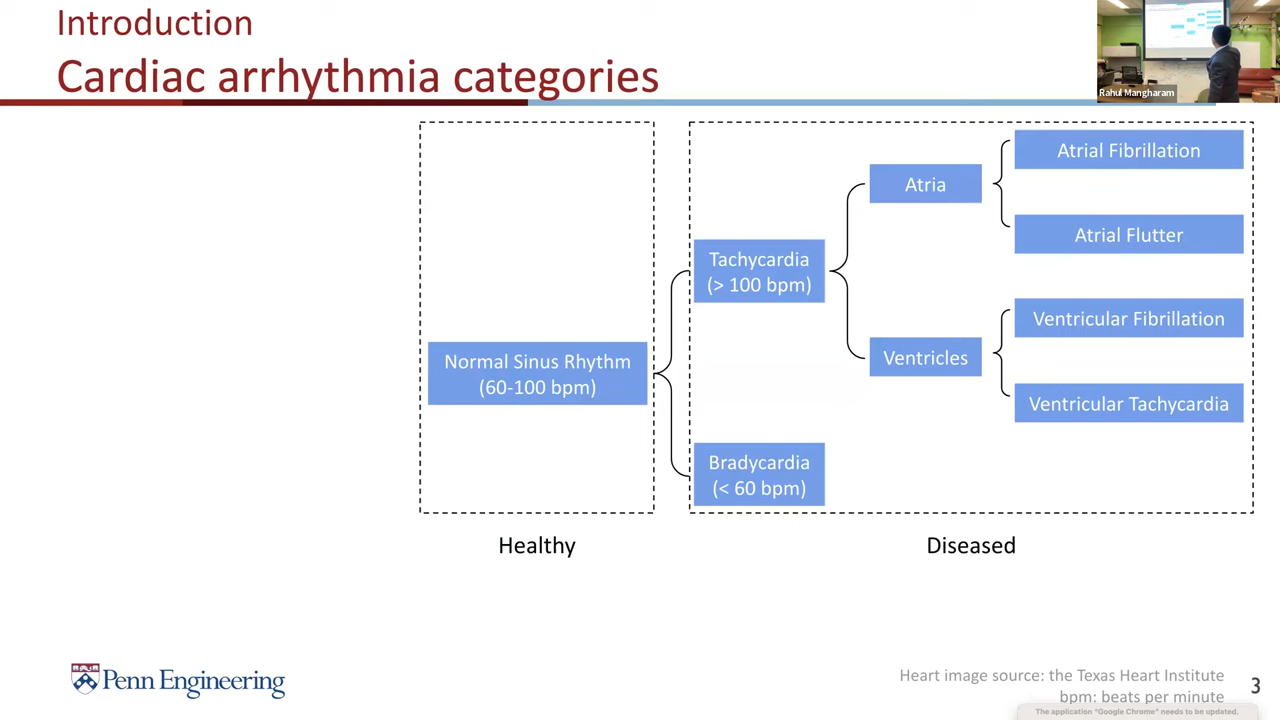 Introduction
Cardiac arrhythmia categories
Rahul Mangharam
Normal Sinus Rhythm
(60-100 bpm)
Tachycardia
(> 100 bpm)
Bradycardia
(< 60 bpm)
Atria
Ventricles
Atrial Fibrillation
Atrial Flutter
Ventricular Fibrillation
Ventricular Tachycardia
Healthy
Diseased
Penn Engineering
Heart image source: the Texas Heart Institute
bpm: beats per minute
3
The application "Google Chrome" needs to be updated.